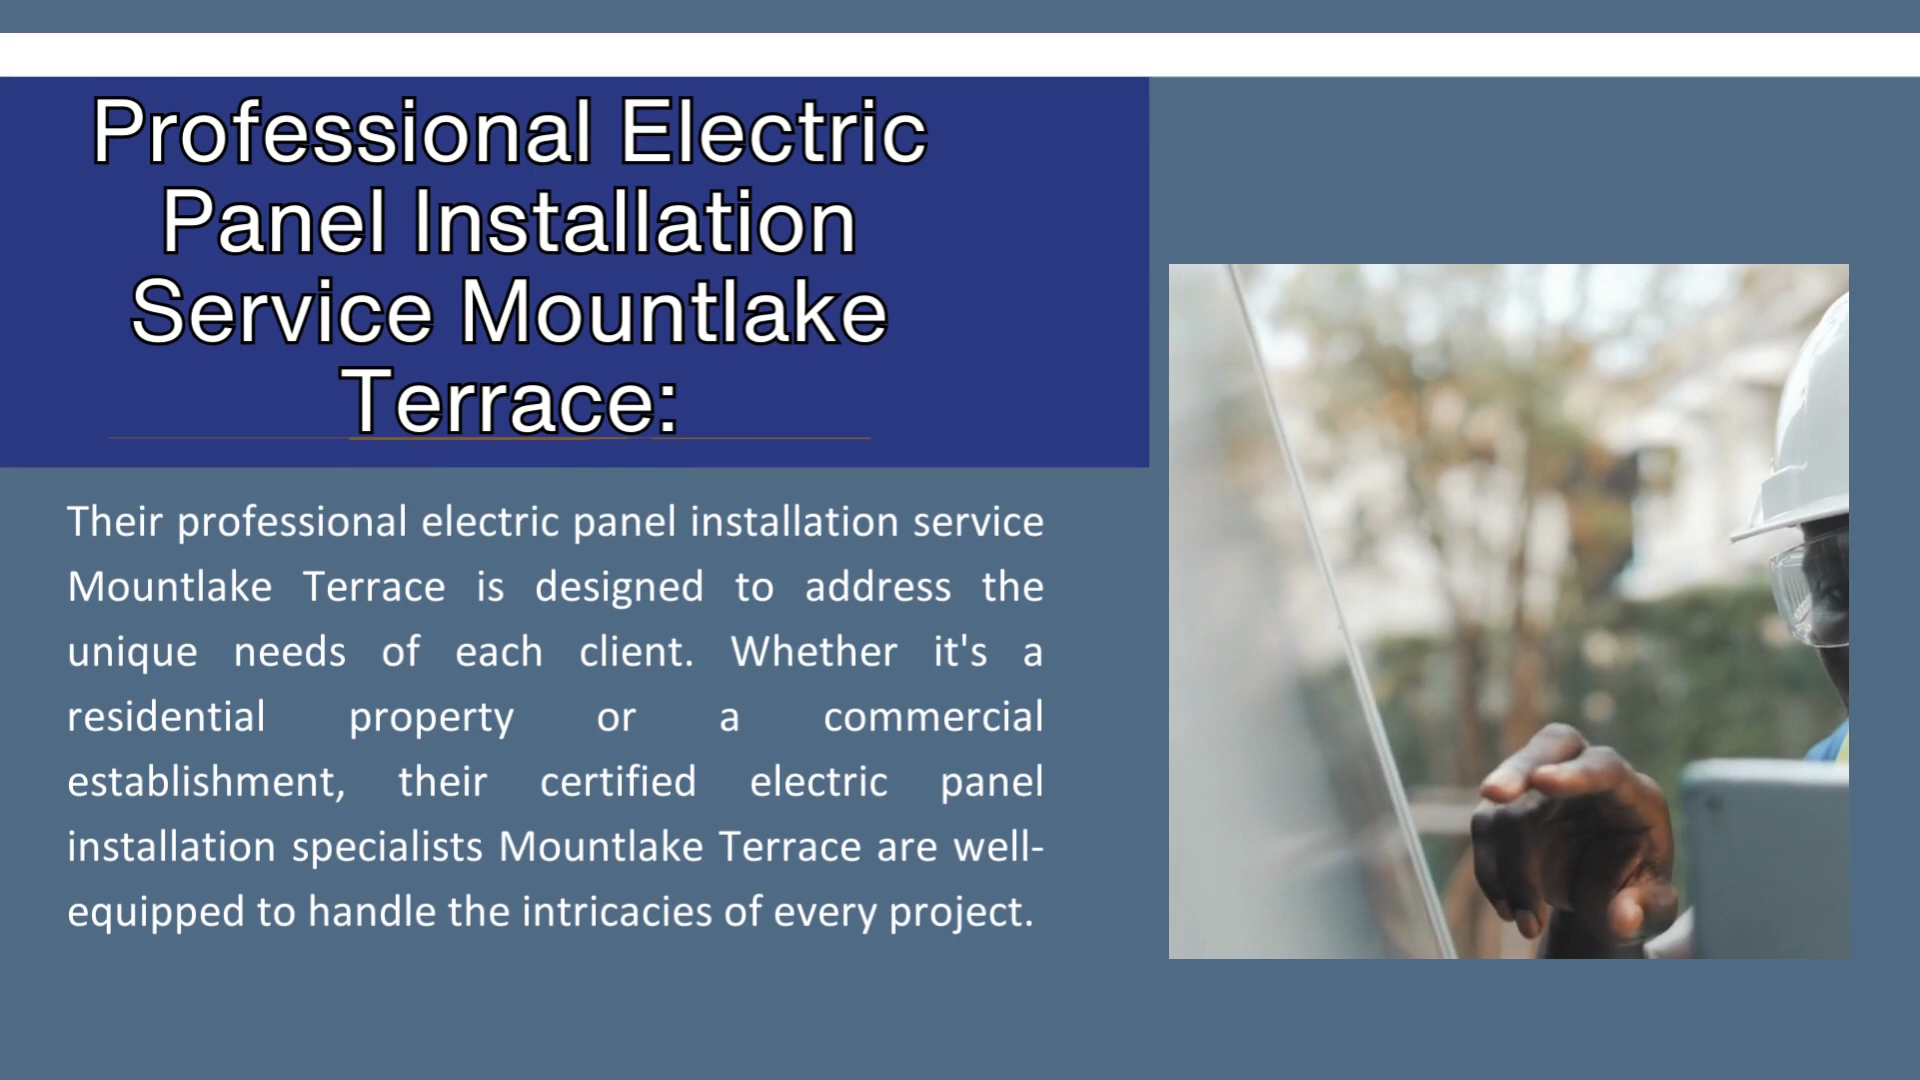 Professional Electric
Panel Installation
Service Mountlake
Terrace:
Their professional electric panel installation service
Mountlake Terrace is designed to address the
unique needs of each client. Whether it's a
residential property or a commercial
establishment, their certified electric panel
installation specialists Mountlake Terrace are well-
equipped to handle the intricacies of every project.